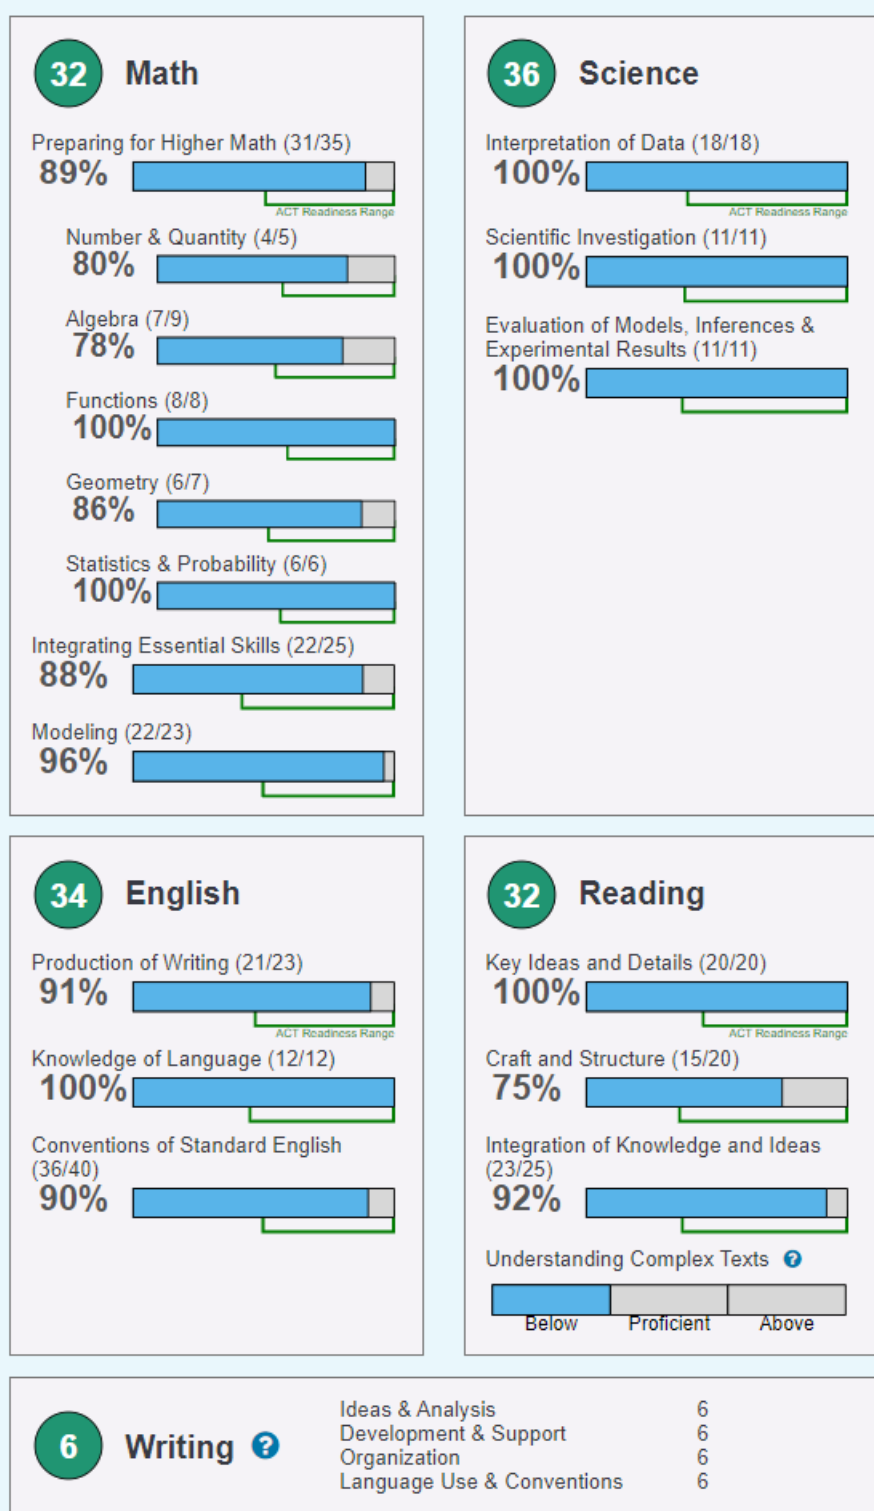 32 Math
Preparing for Higher Math (31/35)
89%
ACT Readiness Range
Number & Quantity (4/5)
80%
Algebra (7/9)
78%
Functions (8/8)
100%
Geometry (6/7)
86%
Statistics & Probability (6/6)
100%
Integrating Essential Skills (22/25)
88%
Modeling (22/23)
96%
36 Science
Interpretation of Data (18/18)
100%
ACT Readiness Range
Scientific Investigation (11/11)
100%
Evaluation of Models, Inferences &
Experimental Results (11/11)
100%
34 English
Production of Writing (21/23)
91%
ACT Readiness Range
Knowledge of Language (12/12)
100%
Conventions of Standard English
(36/40)
90%
32 Reading
Key Ideas and Details (20/20)
100%
ACT Readiness Range
Craft and Structure (15/20)
75%
Integration of Knowledge and Ideas
(23/25)
92%
Understanding Complex Texts ?
Below Proficient Above
6 Writing ?
Ideas & Analysis 6
Development & Support 6
Organization 6
Language Use & Conventions 6